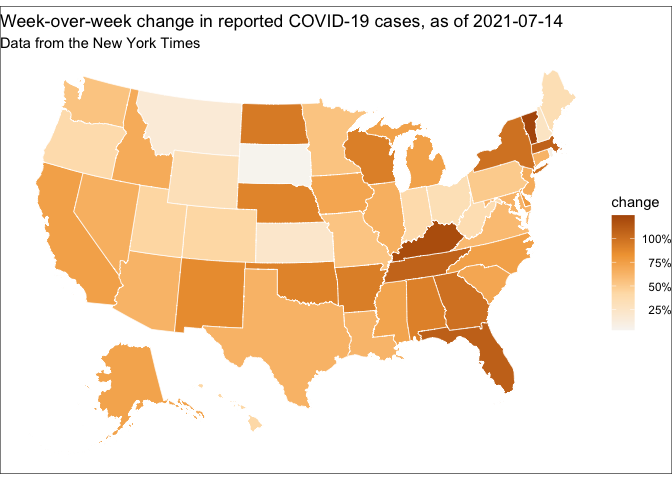 Week-over-week change in reported COVID-19 cases, as of 2021-07-14
Data from the New York Times
change
100%
75%
50%
25%